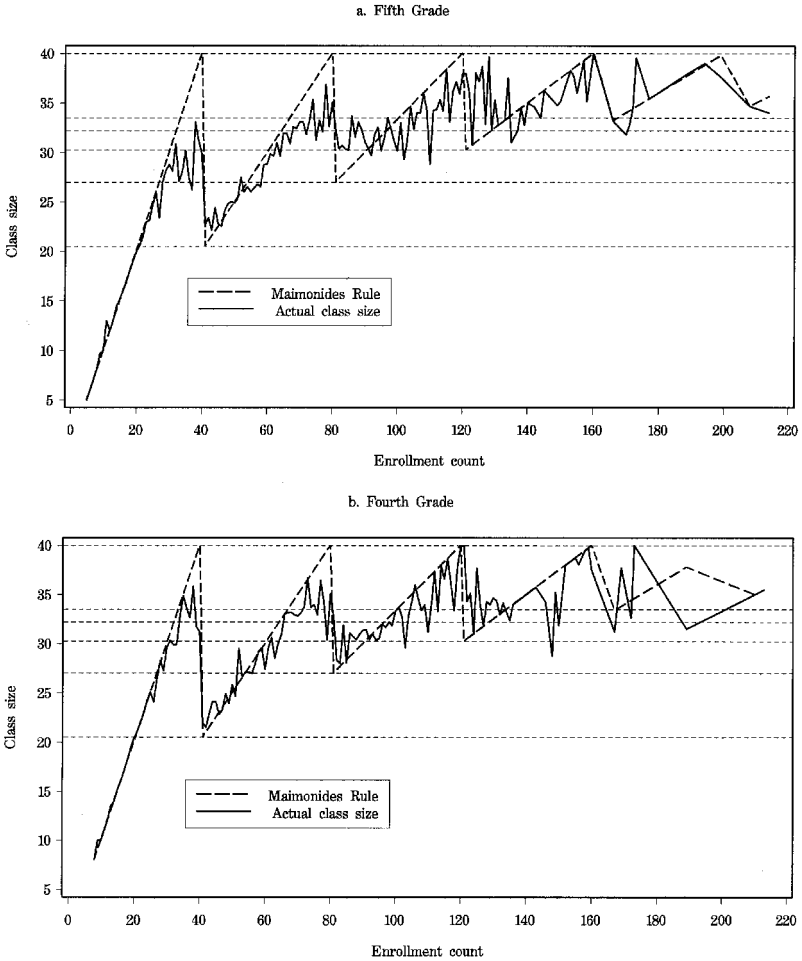 a. Fifth Grade
40
35
30
25
20
15
10
5
Class size
Maimonides Rule
Actual class size
0 20 40 60 80 100 120 140 160 180 200 220
Enrollment count
b. Fourth Grade
40
35
30
25
20
15
10
5
Class size
Maimonides Rule
Actual class size
0 20 40 60 80 100 120 140 160 180 200 220
Enrollment count